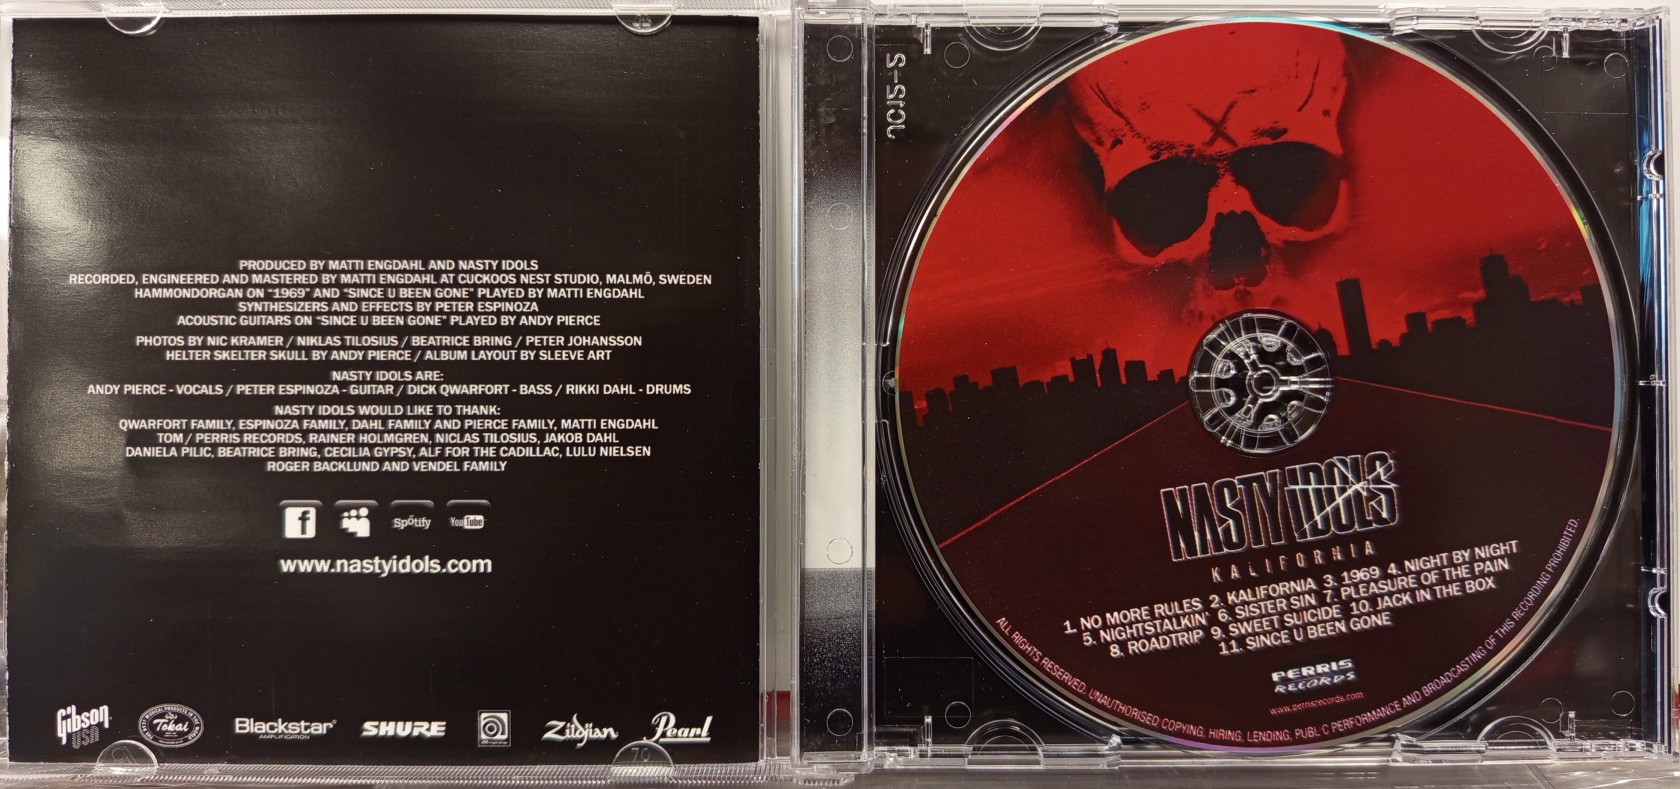 PRODUCED BY MATTI ENGDAHL AND NASTY IDOLS
RECORDED, ENGINEERED AND MASTERED BY MATTI ENGDAHL AT CUCKOOS NEST STUDIO, MALMÖ, SWEDEN
HAMMONDORGAN ON "1969" AND "SINCE U BEEN GONE" PLAYED BY MATTI ENGDAHL
SYNTHESIZERS AND EFFECTS BY PETER ESPINOZA
ACOUSTIC GUITARS ON "SINCE U BEEN GONE" PLAYED BY ANDY PIERCE
PHOTOS BY NIC KRAMER / NIKLAS TILOSIUS / BEATRICE BRING / PETER JOHANSSON
HELTER SKELTER SKULL BY ANDY PIERCE / ALBUM LAYOUT BY SLEEVE ART
NASTY IDOLS ARE:
ANDY PIERCE - VOCALS / PETER ESPINOZA - GUITAR / DICK QWARFORT - BASS / RIKKI DAHL - DRUMS
NASTY IDOLS WOULD LIKE TO THANK:
QWARFORT FAMILY, ESPINOZA FAMILY, DAHL FAMILY AND PIERCE FAMILY, MATTI ENGDAHL
TOM / PERRIS RECORDS, RAINER HOLMGREN, NICLAS TILOSIUS, JAKOB DAHL
DANIELA PILIC, BEATRICE BRING, CECILIA GYPSY, ALF FOR THE CADILLAC, LULU NIELSEN
ROGER BACKLUND AND VENDEL FAMILY
f Spotify YouTube
www.nastyidols.com
Gibson USA
Tokai
Blackstar AMPLIFICATION
SHURE
Zildjian
Pearl
NASTY IDOLS
KALIFORNIA
1. NO MORE RULES 2. KALIFORNIA 3. 1969 4. NIGHT BY NIGHT
5. NIGHTSTALKIN' 6. SISTER SIN 7. PLEASURE OF THE PAIN
8. ROADTRIP 9. SWEET SUICIDE 10. JACK IN THE BOX
11. SINCE U BEEN GONE
PERRIS RECORDS
www.perrisrecords.com
ALL RIGHTS RESERVED. UNAUTHORISED COPYING, HIRING, LENDING, PUBLIC PERFORMANCE AND BROADCASTING OF THIS RECORDING PROHIBITED.